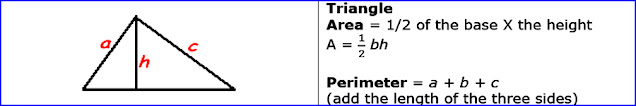 a
c
h
Triangle
Area = 1/2 of the base X the height
A = 1/2 bh
Perimeter = a + b + c
(add the length of the three sides)